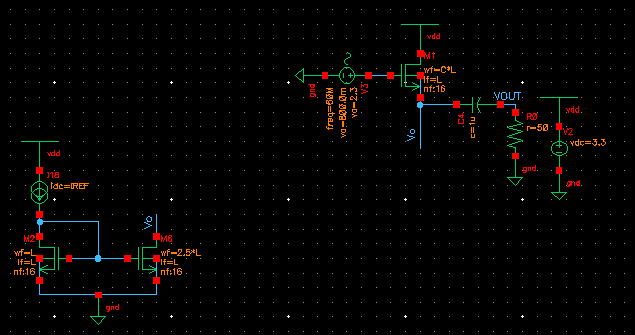 vdd
M1
wf=C*L
lf=L
nf:16
gnd
freq=60M
va=800.0m
vo=2.3
V3
Vo
C4
c=1u
VOUT
R0
r=50
gnd
vdd
V2
vdc=3.3
gnd
vdd
I18
idc=IREF
Vo
M2
wf=L
lf=L
nf:16
M6
wf=2.5*L
lf=L
nf:16
gnd